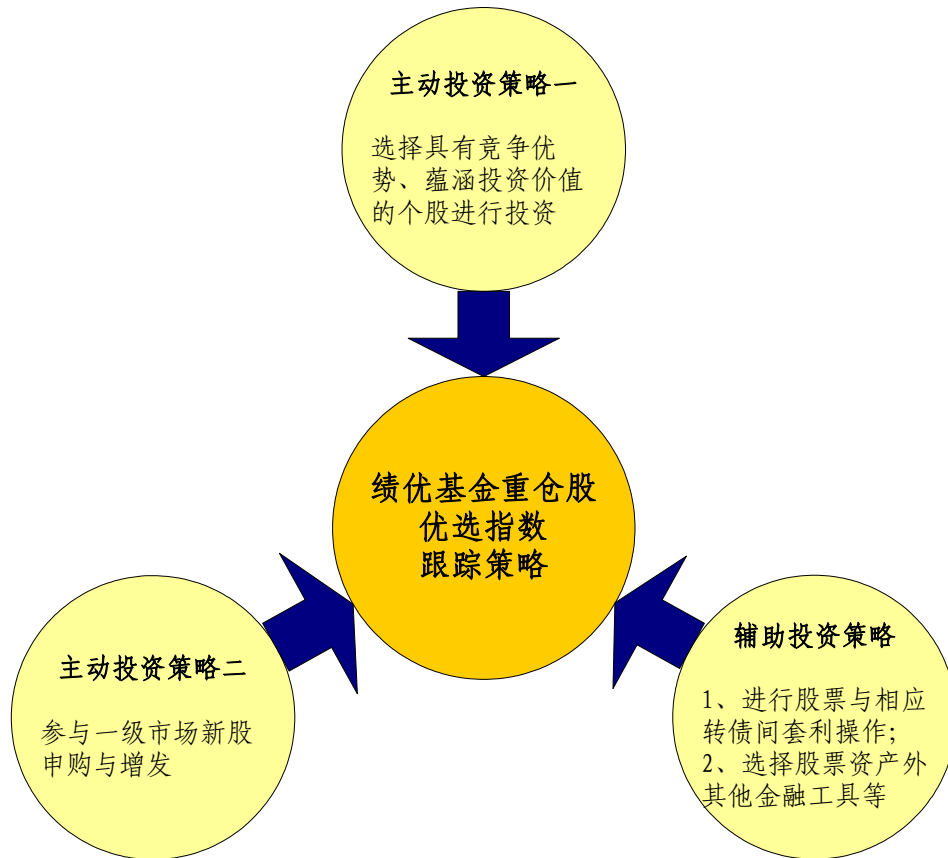 主动投资策略一
选择具有竞争优
势、蕴涵投资价值
的个股进行投资
绩优基金重仓股
优选指数
跟踪策略
主动投资策略二
参与一级市场新股
申购与增发
辅助投资策略
1、进行股票与相应
转债间套利操作;
2、选择股票资产外
其他金融工具等